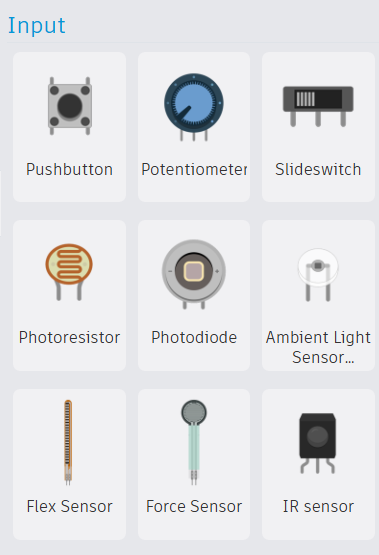 Input
Pushbutton
Potentiometer
Slideswitch
Photoresistor
Photodiode
Ambient Light
Sensor...
Flex Sensor
Force Sensor
IR sensor